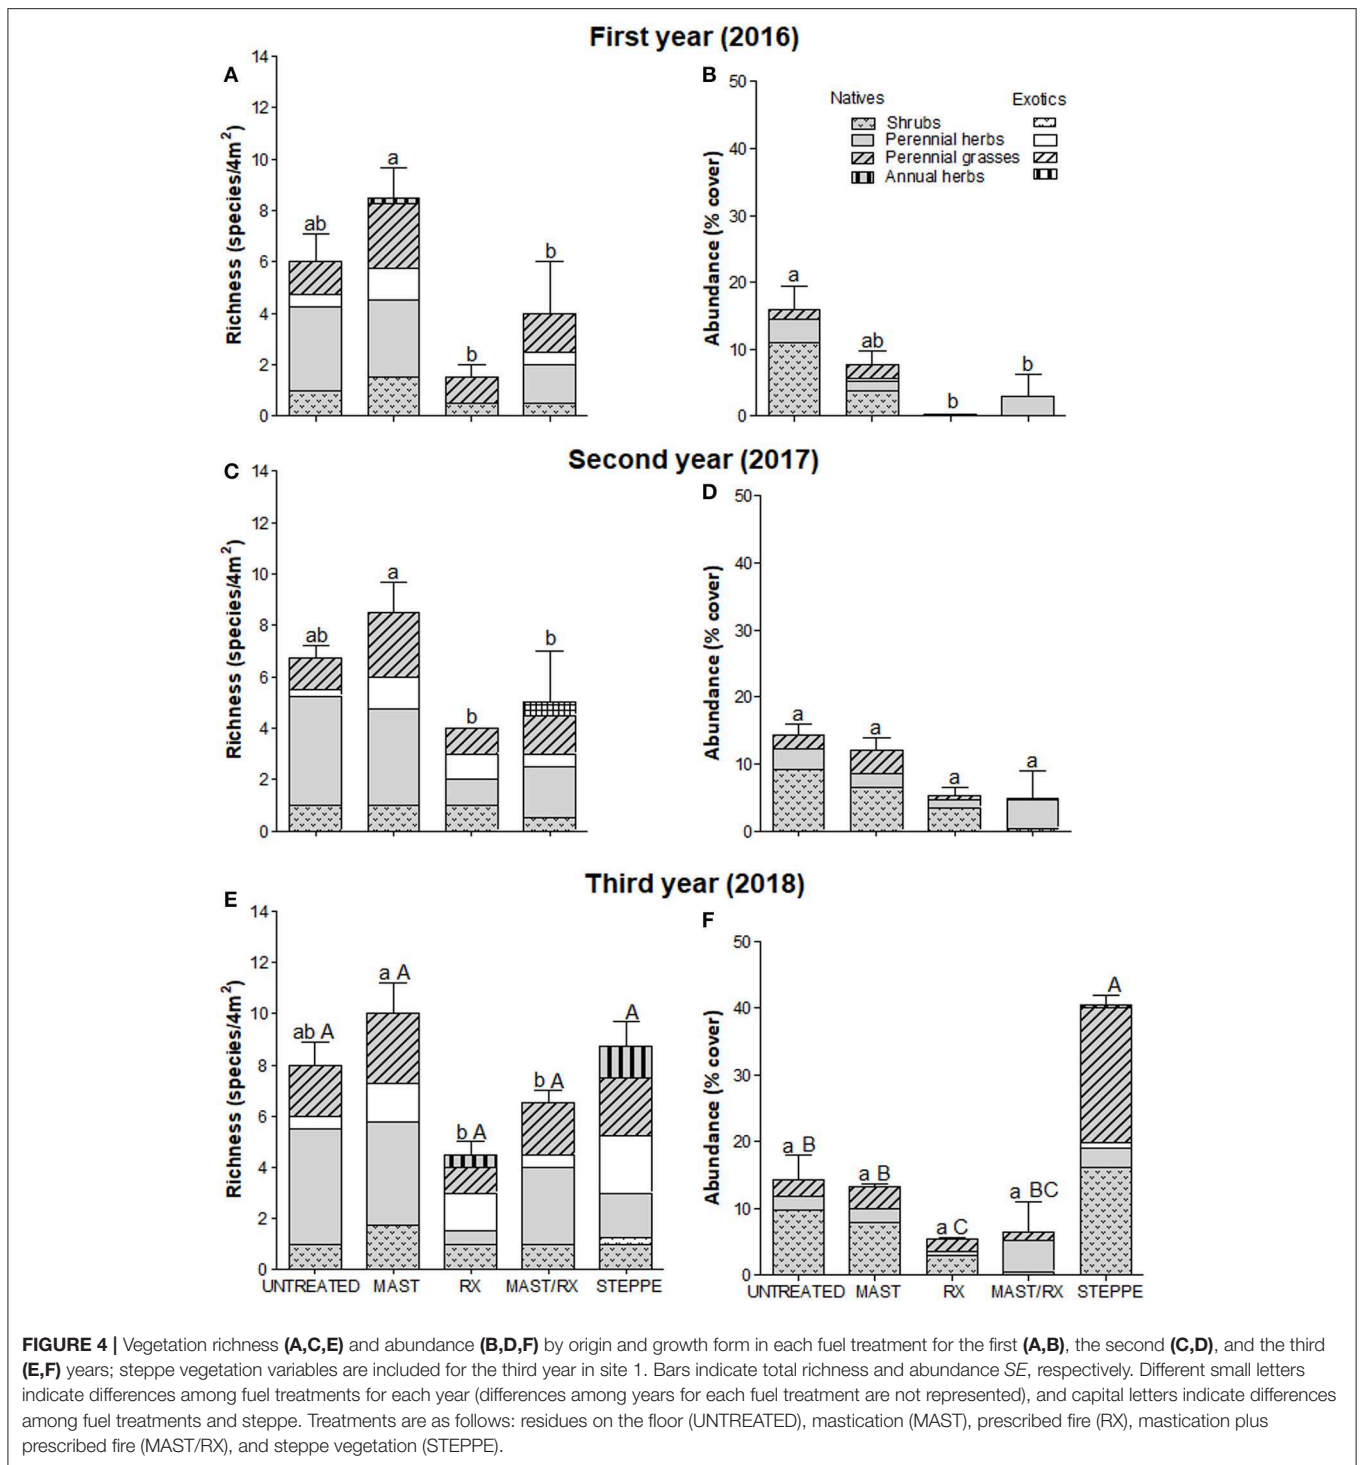 First year (2016)
A
14
12
10
8
6
4
2
0
Richness (species/4m²)
ab
a
b
b
B
50
40
30
20
10
0
Abundance (% cover)
Natives Exotics
Shrubs
Perennial herbs
Perennial grasses
Annual herbs
a
ab
b
b
Second year (2017)
C
14
12
10
8
6
4
2
0
Richness (species/4m²)
ab
a
b
b
D
50
40
30
20
10
0
Abundance (% cover)
a
a
a
a
Third year (2018)
E
14
12
10
8
6
4
2
0
Richness (species/4m²)
ab A
a A
b A
b A
A
UNTREATED MAST RX MAST/RX STEPPE
F
50
40
30
20
10
0
Abundance (% cover)
a B
a B
a C
a BC
A
UNTREATED MAST RX MAST/RX STEPPE
FIGURE 4 | Vegetation richness (A,C,E) and abundance (B,D,F) by origin and growth form in each fuel treatment for the first (A,B), the second (C,D), and the third
(E,F) years; steppe vegetation variables are included for the third year in site 1. Bars indicate total richness and abundance SE, respectively. Different small letters
indicate differences among fuel treatments for each year (differences among years for each fuel treatment are not represented), and capital letters indicate differences
among fuel treatments and steppe. Treatments are as follows: residues on the floor (UNTREATED), mastication (MAST), prescribed fire (RX), mastication plus
prescribed fire (MAST/RX), and steppe vegetation (STEPPE).